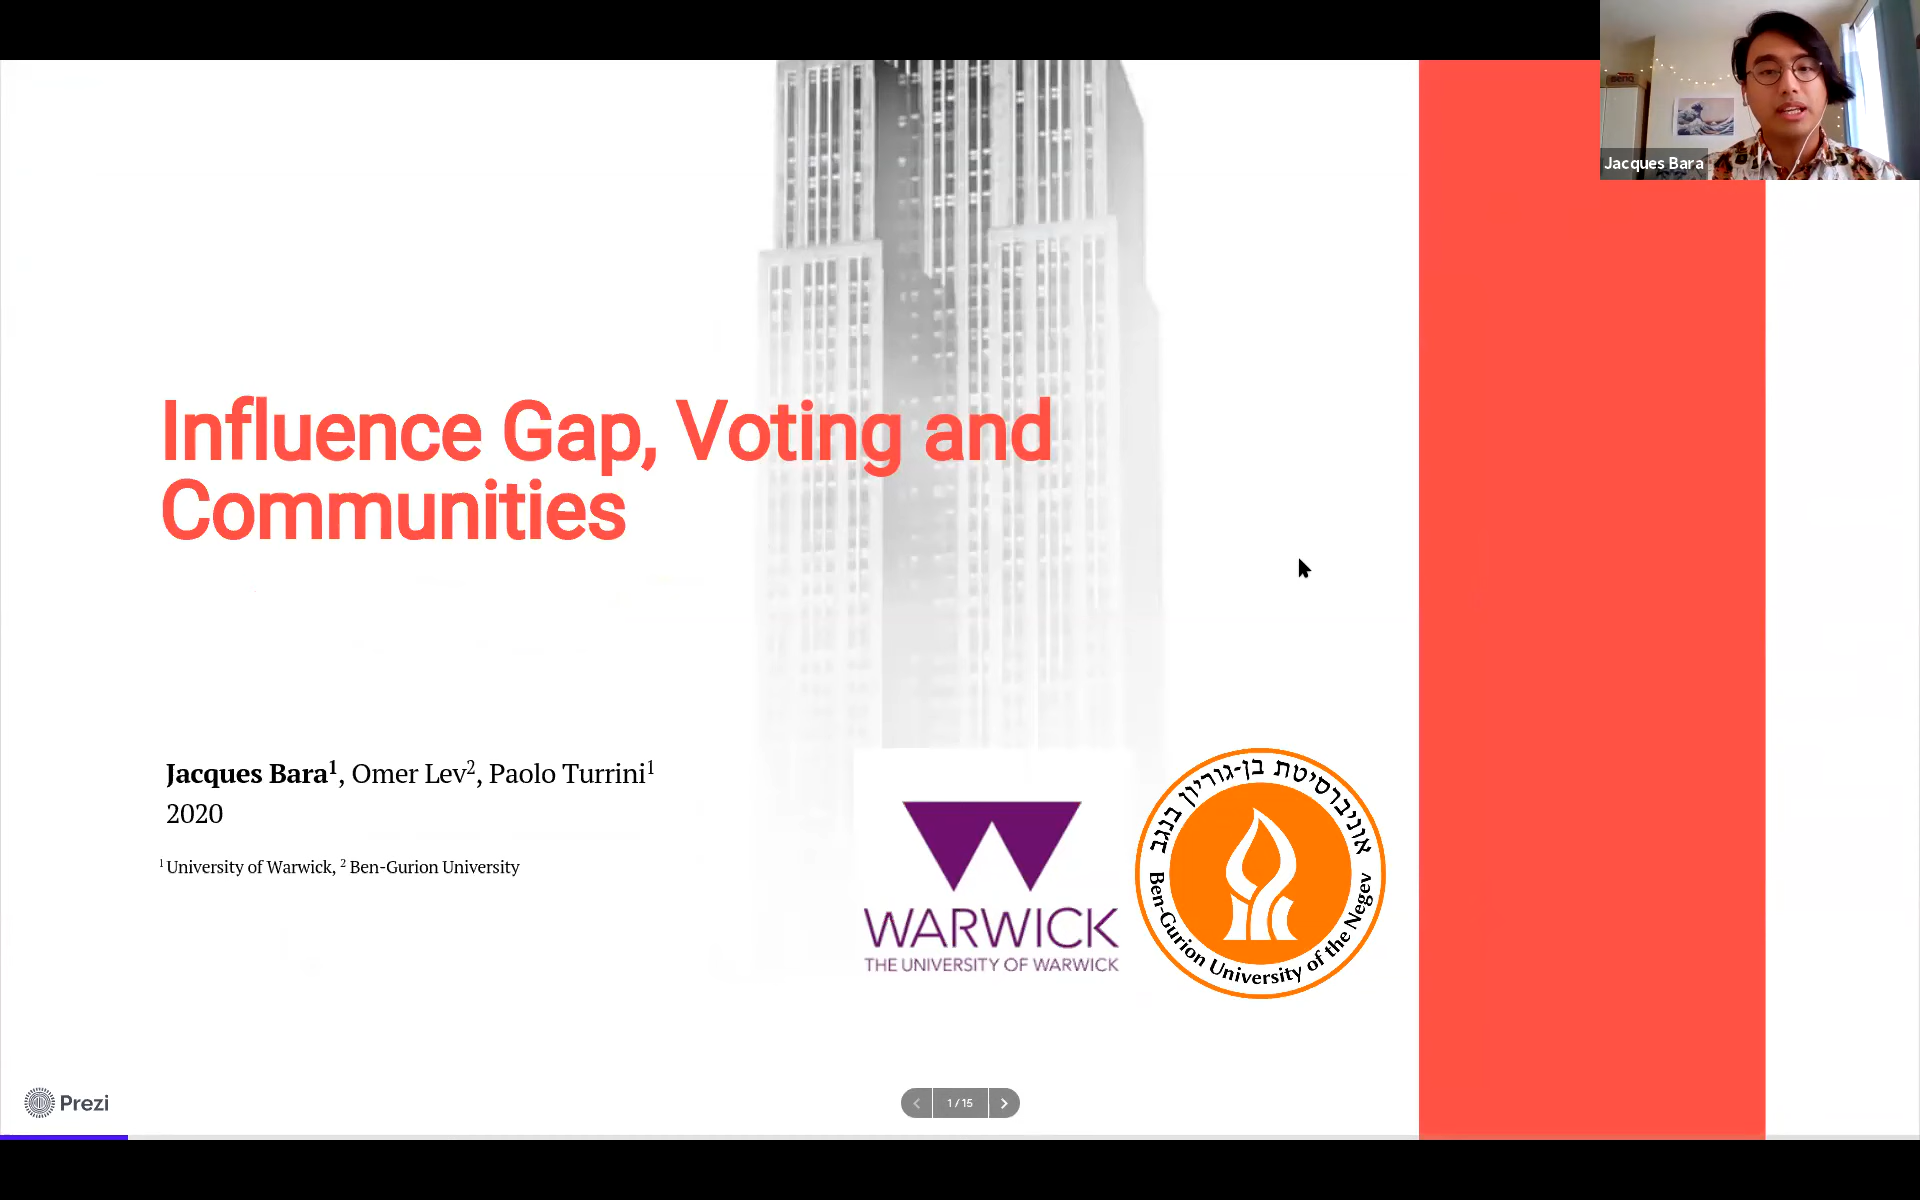 BenQ
Jacques Bara
Influence Gap, Voting and
Communities
Jacques Bara¹, Omer Lev², Paolo Turrini¹
2020
¹ University of Warwick, ² Ben-Gurion University
WARWICK
THE UNIVERSITY OF WARWICK
אוניברסיטת בן-גוריון בנגב
Ben-Gurion University of the Negev
Prezi
1 / 15